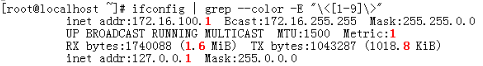 [root@localhost ~]# ifconfig | grep --color -E "\<[1-9]\>"
inet addr:172.16.100.1 Bcast:172.16.255.255 Mask:255.255.0.0
UP BROADCAST RUNNING MULTICAST MTU:1500 Metric:1
RX bytes:1740088 (1.6 MiB) TX bytes:1043287 (1018.8 KiB)
inet addr:127.0.0.1 Mask:255.0.0.0